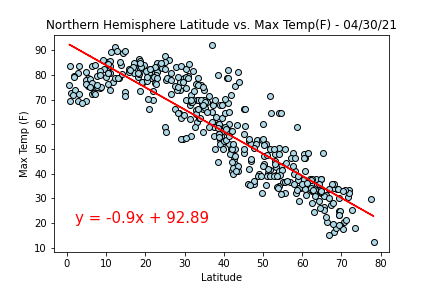 Northern Hemisphere Latitude vs. Max Temp(F) - 04/30/21
Max Temp (F)
90
80
70
60
50
40
30
20
10
y = -0.9x + 92.89
0 10 20 30 40 50 60 70 80
Latitude